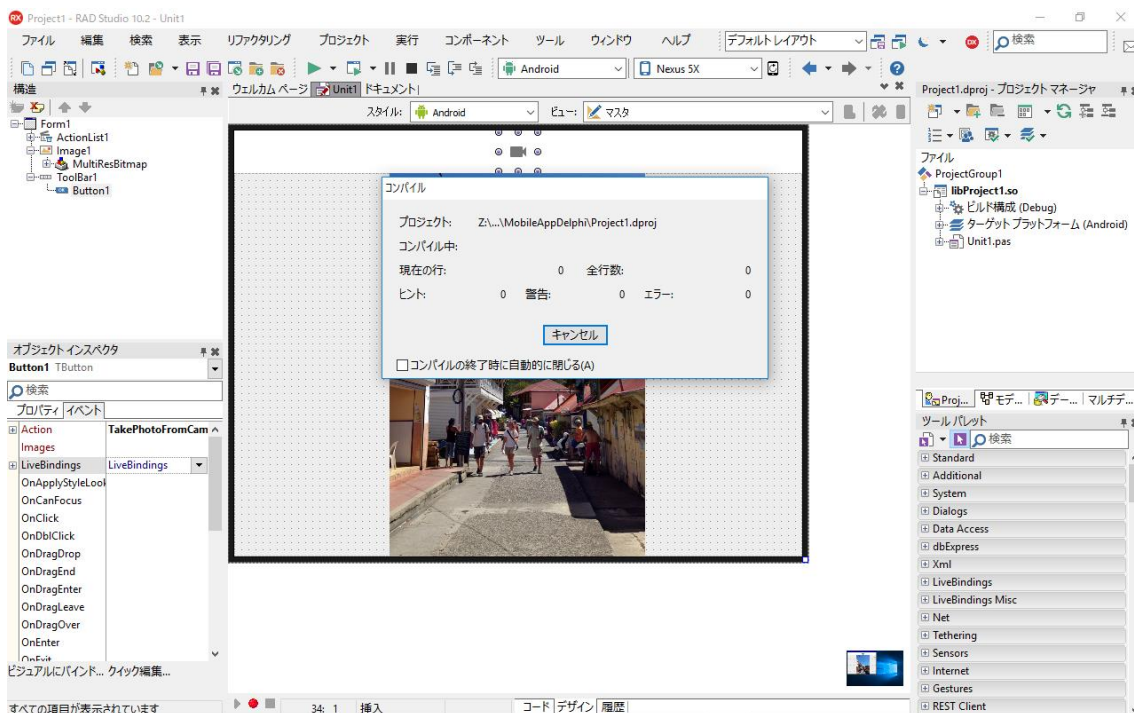 Project1 - RAD Studio 10.2 - Unit1
ファイル 編集 検索 表示 リファクタリング プロジェクト 実行 コンポーネント ツール ウィンドウ ヘルプ デフォルト レイアウト 検索
Android Nexus 5X
構造
Form1
ActionList1
Image1
MultiResBitmap
ToolBar1
Button1
ウェルカム ページ Unit1 ドキュメント
スタイル: Android ビュー: マスタ
コンパイル
プロジェクト: Z:\...\MobileAppDelphi\Project1.dproj
コンパイル中:
現在の行: 0 全行数: 0
ヒント: 0 警告: 0 エラー: 0
キャンセル
コンパイルの終了時に自動的に閉じる(A)
オブジェクト インスペクタ
Button1 TButton
検索
プロパティ イベント
Action TakePhotoFromCam
Images
LiveBindings LiveBindings
OnApplyStyleLook
OnCanFocus
OnClick
OnDblClick
OnDragDrop
OnDragEnd
OnDragEnter
OnDragLeave
OnDragOver
OnEnter
OnExit
ビジュアルにバインド... クイック編集...
すべての項目が表示されています
34: 1 挿入 コード デザイン 履歴
Project1.dproj - プロジェクト マネージャ
ファイル
ProjectGroup1
libProject1.so
ビルド構成 (Debug)
ターゲット プラットフォーム (Android)
Unit1.pas
Proj... モデ... デー... マルチデ...
ツール パレット
検索
Standard
Additional
System
Dialogs
Data Access
dbExpress
Xml
LiveBindings
LiveBindings Misc
Net
Tethering
Sensors
Internet
Gestures
REST Client